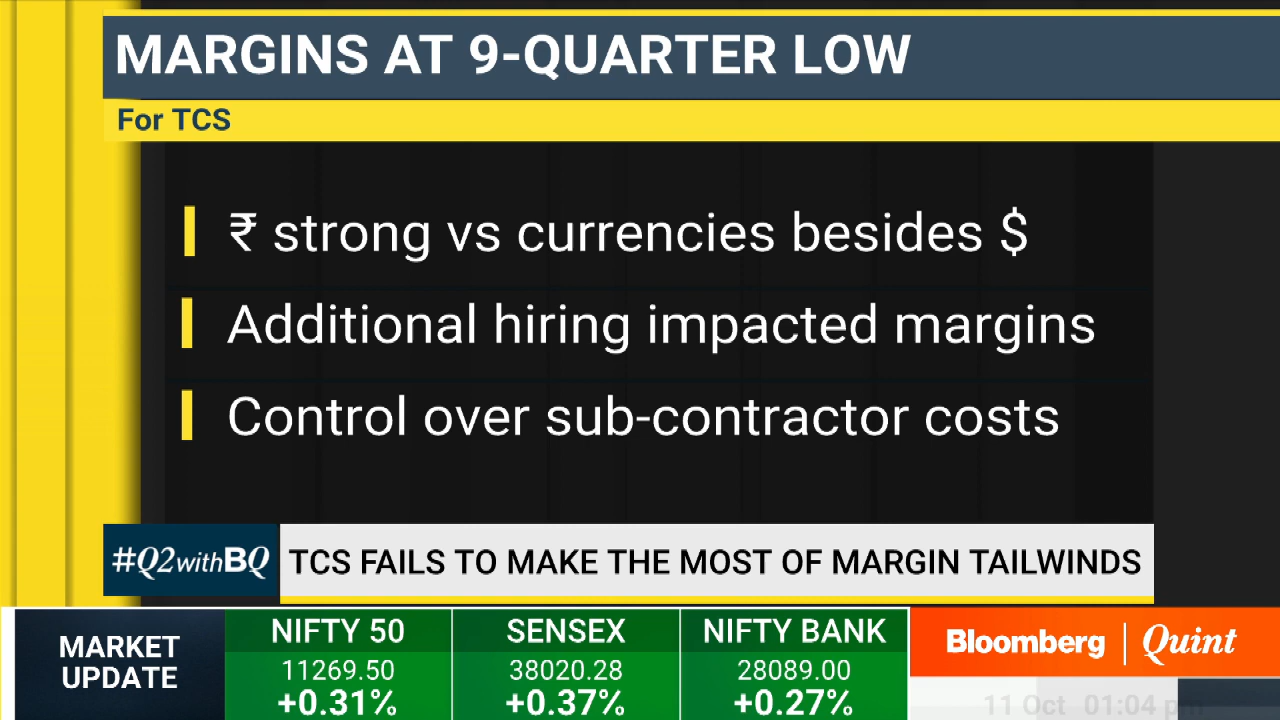 MARGINS AT 9-QUARTER LOW
For TCS
₹ strong vs currencies besides $
Additional hiring impacted margins
Control over sub-contractor costs
#Q2withBQ
TCS FAILS TO MAKE THE MOST OF MARGIN TAILWINDS
MARKET
UPDATE
NIFTY 50
11269.50
+0.31%
SENSEX
38020.28
+0.37%
NIFTY BANK
28089.00
+0.27%
Bloomberg | Quint
11 Oct 01:04 pm